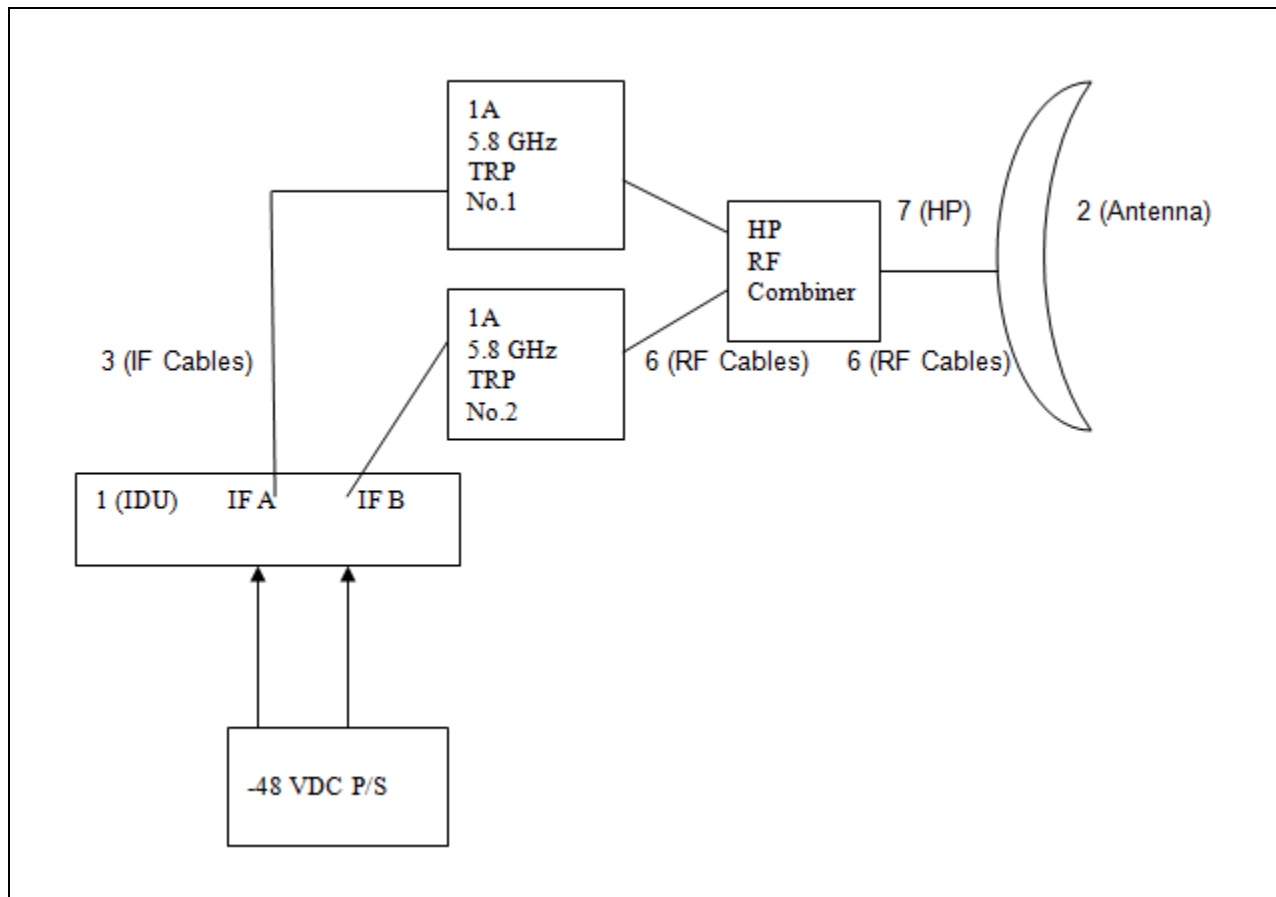 1A
5.8 GHz
TRP
No.1
HP
RF
Combiner
7 (HP)
2 (Antenna)
1A
5.8 GHz
TRP
No.2
3 (IF Cables)
6 (RF Cables)
6 (RF Cables)
1 (IDU) IF A IF B
-48 VDC P/S